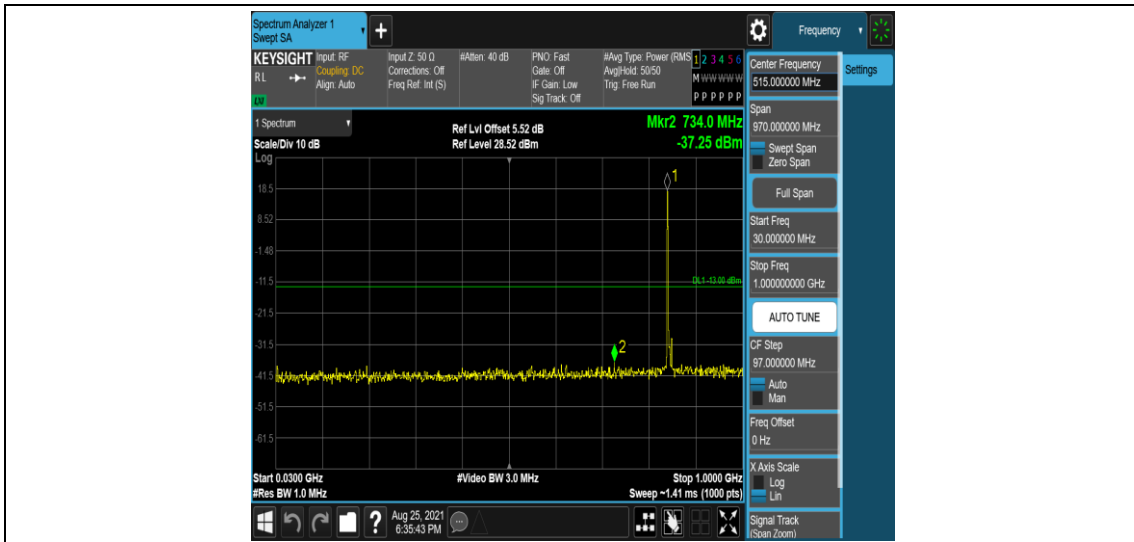 Spectrum Analyzer 1
Swept SA
Frequency
KEYSIGHT
RL
Input: RF
Coupling: DC
Align: Auto
Input Z: 50 Ω
Corrections: Off
Freq Ref: Int (S)
#Atten: 40 dB
PNO: Fast
Gate: Off
IF Gain: Low
Sig Track: Off
#Avg Type: Power (RMS
Avg|Hold: 50/50
Trig: Free Run
1 2 3 4 5 6
M W W W W W
P P P P P P
1 Spectrum
Scale/Div 10 dB
Log
Ref Lvl Offset 5.52 dB
Ref Level 28.52 dBm
Mkr2 734.0 MHz
-37.25 dBm
1
18.5
8.52
-1.48
-11.5
DL1 -13.00 dBm
-21.5
-31.5
2
-41.5
-51.5
-61.5
Start 0.0300 GHz
#Res BW 1.0 MHz
#Video BW 3.0 MHz
Stop 1.0000 GHz
Sweep ~1.41 ms (1000 pts)
Aug 25, 2021
6:35:43 PM
Center Frequency
515.000000 MHz
Settings
Span
970.000000 MHz
Swept Span
Zero Span
Full Span
Start Freq
30.000000 MHz
Stop Freq
1.000000000 GHz
AUTO TUNE
CF Step
97.000000 MHz
Auto
Man
Freq Offset
0 Hz
X Axis Scale
Log
Lin
Signal Track
(Span Zoom)